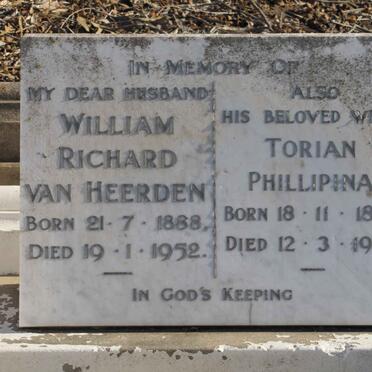 IN MEMORY OF
MY DEAR HUSBAND
WILLIAM
RICHARD
VAN HEERDEN
BORN 21·7·1888.
DIED 19·1·1952.
ALSO
HIS BELOVED
TORIAN
PHILLIPINA
BORN 18·11·
DIED 12·3·
IN GOD'S KEEPING